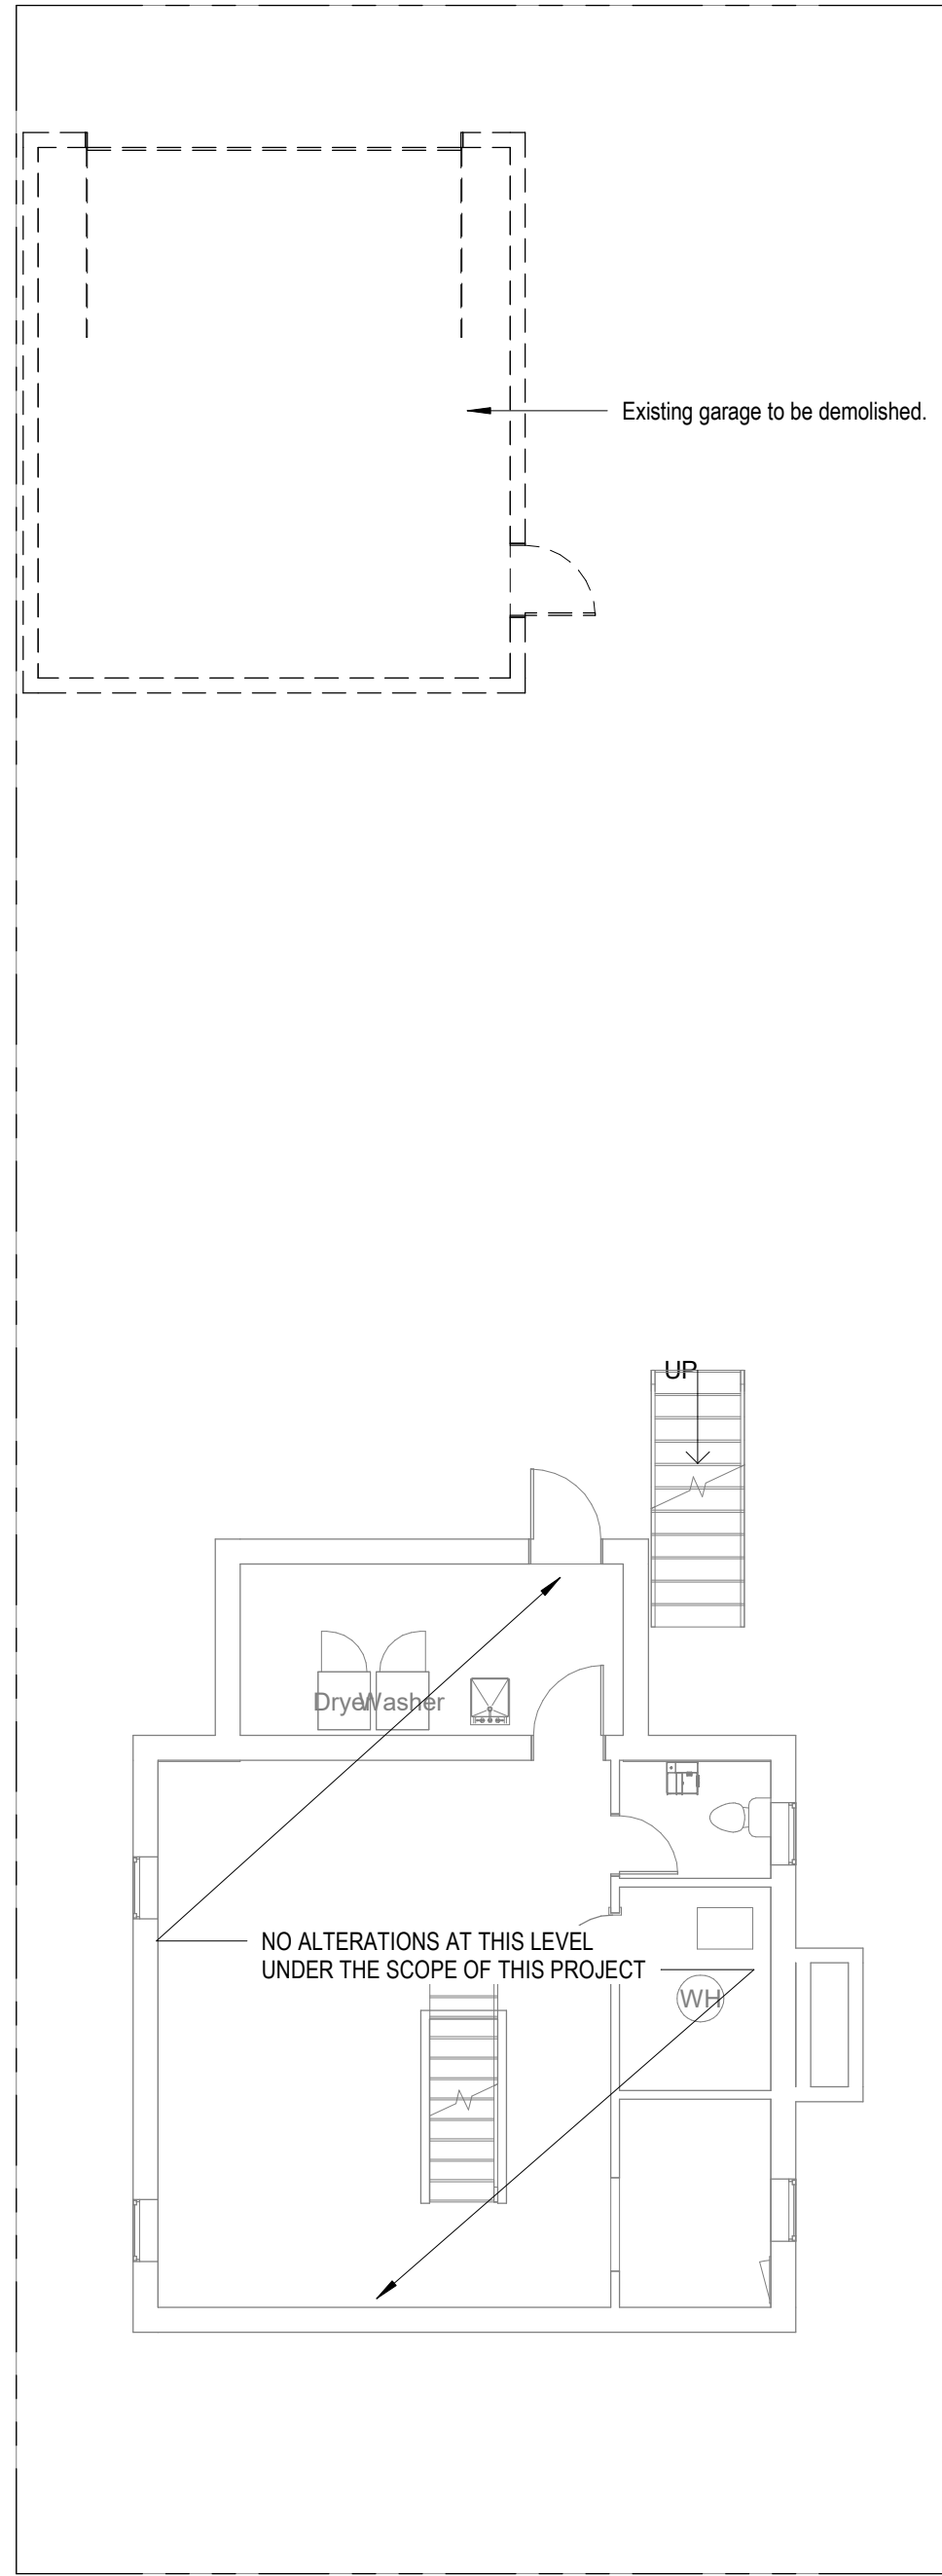 Existing garage to be demolished.
UP
Dryer
Washer
NO ALTERATIONS AT THIS LEVEL
UNDER THE SCOPE OF THIS PROJECT
WH